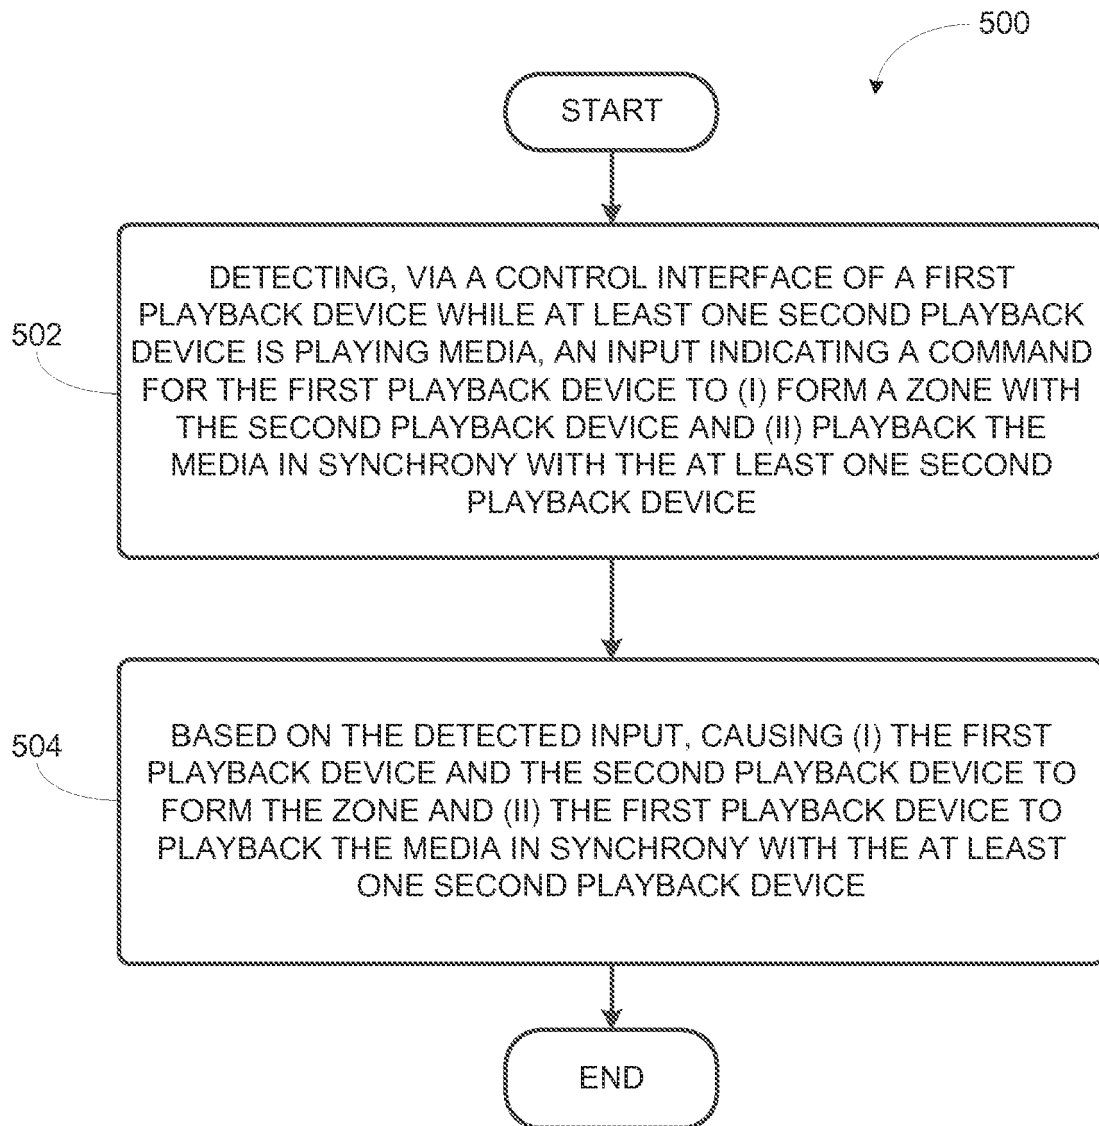 500
START
502
DETECTING, VIA A CONTROL INTERFACE OF A FIRST
PLAYBACK DEVICE WHILE AT LEAST ONE SECOND PLAYBACK
DEVICE IS PLAYING MEDIA, AN INPUT INDICATING A COMMAND
FOR THE FIRST PLAYBACK DEVICE TO (I) FORM A ZONE WITH
THE SECOND PLAYBACK DEVICE AND (II) PLAYBACK THE
MEDIA IN SYNCHRONY WITH THE AT LEAST ONE SECOND
PLAYBACK DEVICE
504
BASED ON THE DETECTED INPUT, CAUSING (I) THE FIRST
PLAYBACK DEVICE AND THE SECOND PLAYBACK DEVICE TO
FORM THE ZONE AND (II) THE FIRST PLAYBACK DEVICE TO
PLAYBACK THE MEDIA IN SYNCHRONY WITH THE AT LEAST
ONE SECOND PLAYBACK DEVICE
END